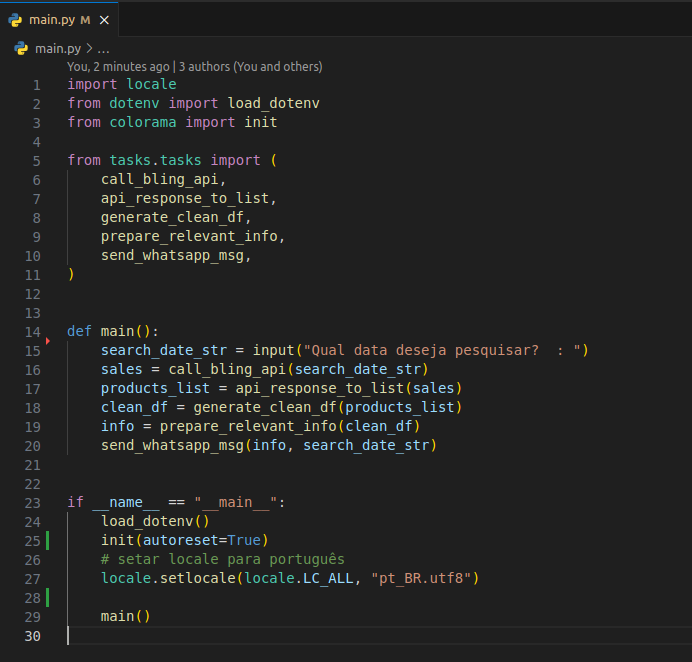 main.py M ×
main.py > ...
You, 2 minutes ago | 3 authors (You and others)
1 import locale
2 from dotenv import load_dotenv
3 from colorama import init
4
5 from tasks.tasks import (
6     call_bling_api,
7     api_response_to_list,
8     generate_clean_df,
9     prepare_relevant_info,
10     send_whatsapp_msg,
11 )
12
13
14 def main():
15     search_date_str = input("Qual data deseja pesquisar?  : ")
16     sales = call_bling_api(search_date_str)
17     products_list = api_response_to_list(sales)
18     clean_df = generate_clean_df(products_list)
19     info = prepare_relevant_info(clean_df)
20     send_whatsapp_msg(info, search_date_str)
21
22
23 if __name__ == "__main__":
24     load_dotenv()
25     init(autoreset=True)
26     # setar locale para português
27     locale.setlocale(locale.LC_ALL, "pt_BR.utf8")
28
29     main()
30